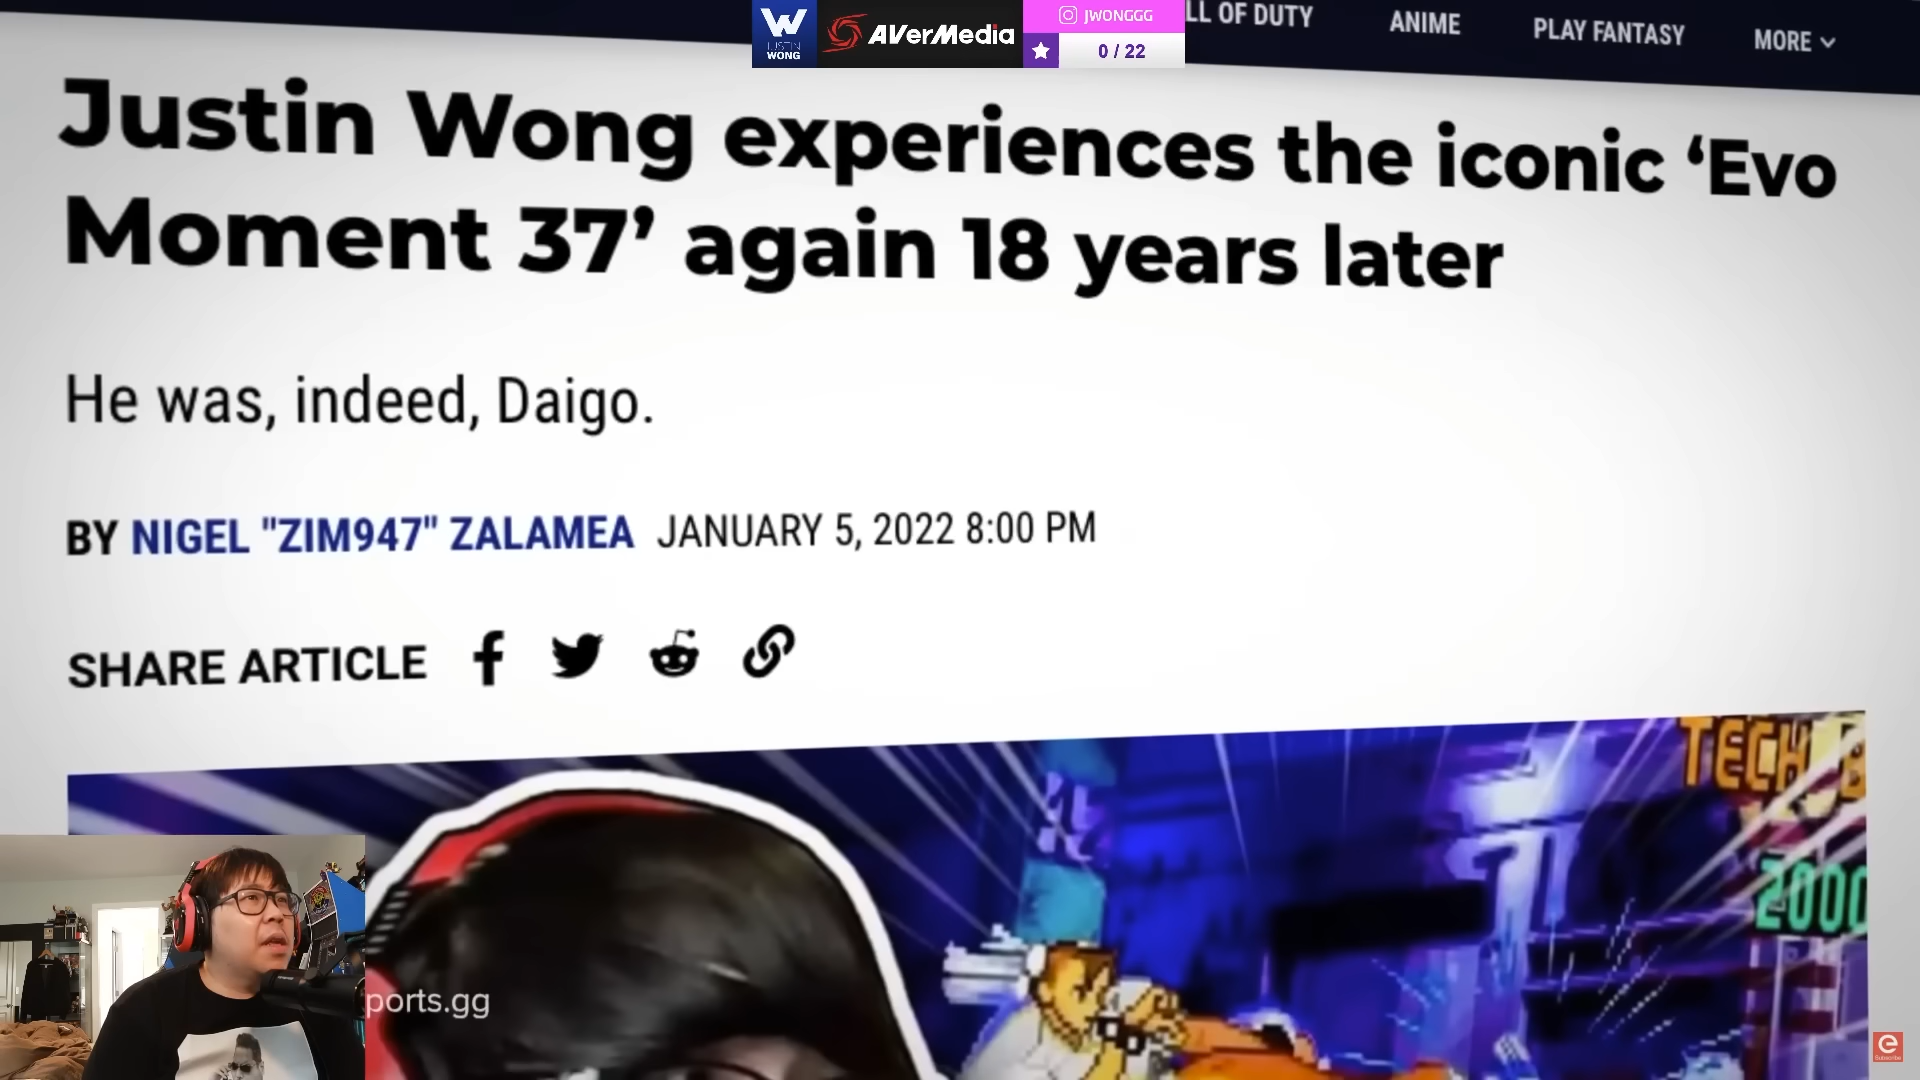 W
JUSTIN
WONG
AVerMedia
JWONGGG
0 / 22
LL OF DUTY
ANIME
PLAY FANTASY
MORE
Justin Wong experiences the iconic ‘Evo
Moment 37’ again 18 years later
He was, indeed, Daigo.
BY NIGEL "ZIM947" ZALAMEA JANUARY 5, 2022 8:00 PM
SHARE ARTICLE
TECH B
2000
ports.gg
e
Subscribe